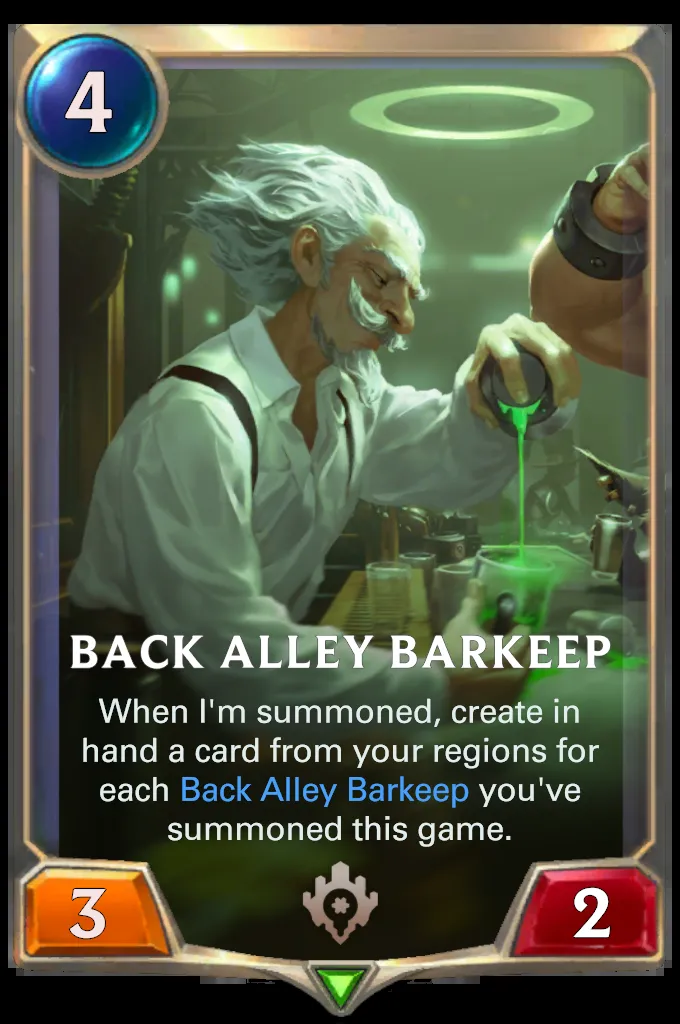 4
BACK ALLEY BARKEEP
When I'm summoned, create in
hand a card from your regions for
each Back Alley Barkeep you've
summoned this game.
3
2